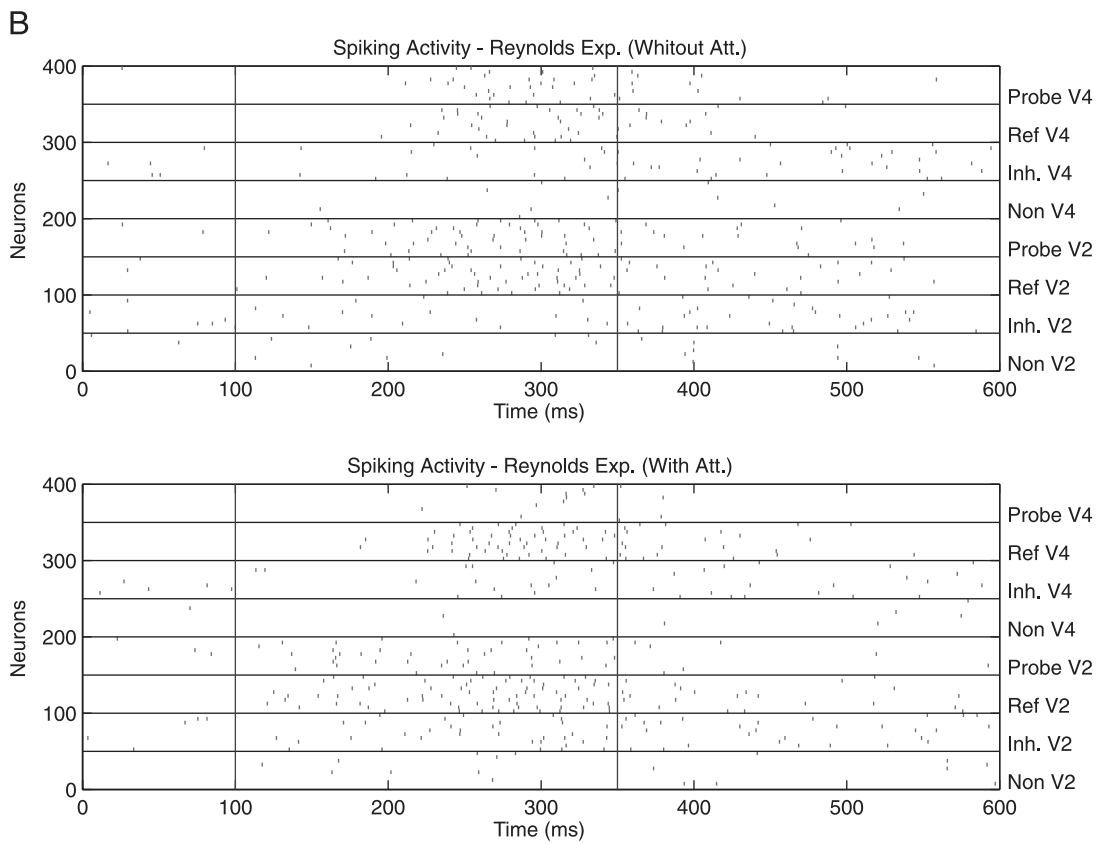 B
Spiking Activity - Reynolds Exp. (Whitout Att.)
400
300
200
100
0
Neurons
Probe V4
Ref V4
Inh. V4
Non V4
Probe V2
Ref V2
Inh. V2
Non V2
0 100 200 300 400 500 600
Time (ms)
Spiking Activity - Reynolds Exp. (With Att.)
400
300
200
100
0
Neurons
Probe V4
Ref V4
Inh. V4
Non V4
Probe V2
Ref V2
Inh. V2
Non V2
0 100 200 300 400 500 600
Time (ms)